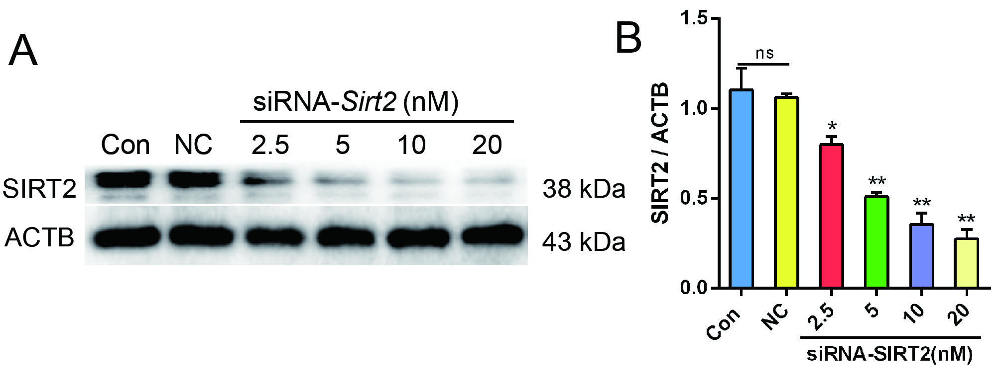 A
siRNA-Sirt2 (nM)
Con NC 2.5 5 10 20
SIRT2 38 kDa
ACTB 43 kDa
B
SIRT2 / ACTB
1.5
1.0
0.5
0.0
ns
*
**
**
**
Con NC 2.5 5 10 20
siRNA-SIRT2(nM)